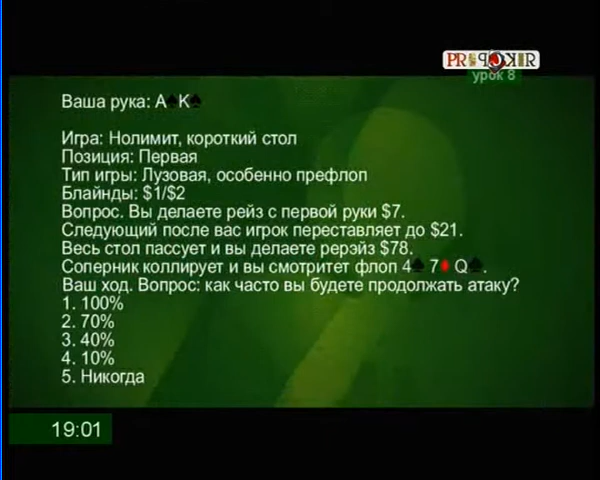 PROПОКЕR
урок 8
Ваша рука: A♠K♠
Игра: Нолимит, короткий стол
Позиция: Первая
Тип игры: Лузовая, особенно префлоп
Блайнды: $1/$2
Вопрос. Вы делаете рейз с первой руки $7.
Следующий после вас игрок переставляет до $21.
Весь стол пассует и вы делаете рерэйз $78.
Соперник коллирует и вы смотритет флоп 4♠ 7♦ Q♠.
Ваш ход. Вопрос: как часто вы будете продолжать атаку?
1. 100%
2. 70%
3. 40%
4. 10%
5. Никогда
19:01